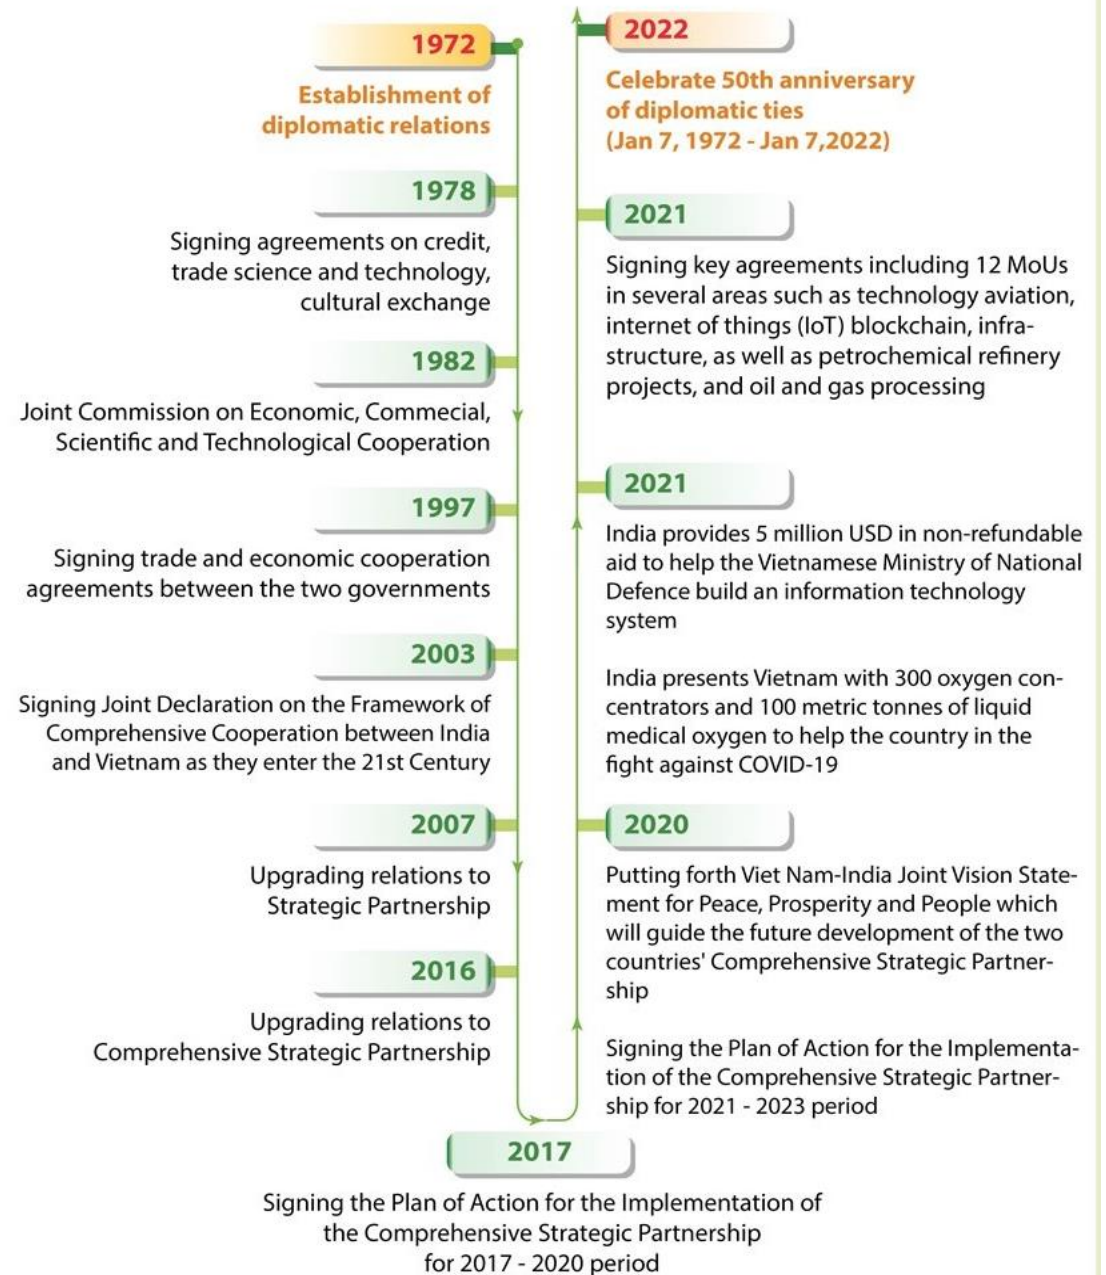 1972
Establishment of
diplomatic relations
1978
Signing agreements on credit,
trade science and technology,
cultural exchange
1982
Joint Commission on Economic, Commecial,
Scientific and Technological Cooperation
1997
Signing trade and economic cooperation
agreements between the two governments
2003
Signing Joint Declaration on the Framework of
Comprehensive Cooperation between India
and Vietnam as they enter the 21st Century
2007
Upgrading relations to
Strategic Partnership
2016
Upgrading relations to
Comprehensive Strategic Partnership
2017
Signing the Plan of Action for the Implementation of
the Comprehensive Strategic Partnership
for 2017 - 2020 period
2020
Putting forth Viet Nam-India Joint Vision State-
ment for Peace, Prosperity and People which
will guide the future development of the two
countries' Comprehensive Strategic Partner-
ship
Signing the Plan of Action for the Implementa-
tion of the Comprehensive Strategic Partner-
ship for 2021 - 2023 period
2021
India provides 5 million USD in non-refundable
aid to help the Vietnamese Ministry of National
Defence build an information technology
system
India presents Vietnam with 300 oxygen con-
centrators and 100 metric tonnes of liquid
medical oxygen to help the country in the
fight against COVID-19
2021
Signing key agreements including 12 MoUs
in several areas such as technology aviation,
internet of things (IoT) blockchain, infra-
structure, as well as petrochemical refinery
projects, and oil and gas processing
2022
Celebrate 50th anniversary
of diplomatic ties
(Jan 7, 1972 - Jan 7,2022)